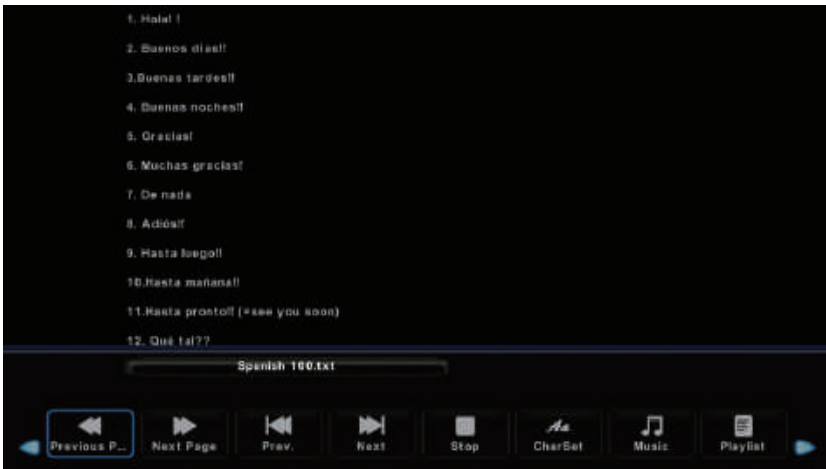 1. Hola! !
2. Buenos días!!
3.Buenas tardes!!
4. Buenas noches!!
5. Gracias!
6. Muchas gracias!
7. De nada
8. Adiós!!
9. Hasta luego!!
10.Hasta mañana!!
11.Hasta pronto!! (=see you soon)
12. Qué tal??
Spanish 100.txt
Previous P... Next Page Prev. Next Stop CharSet Music Playlist